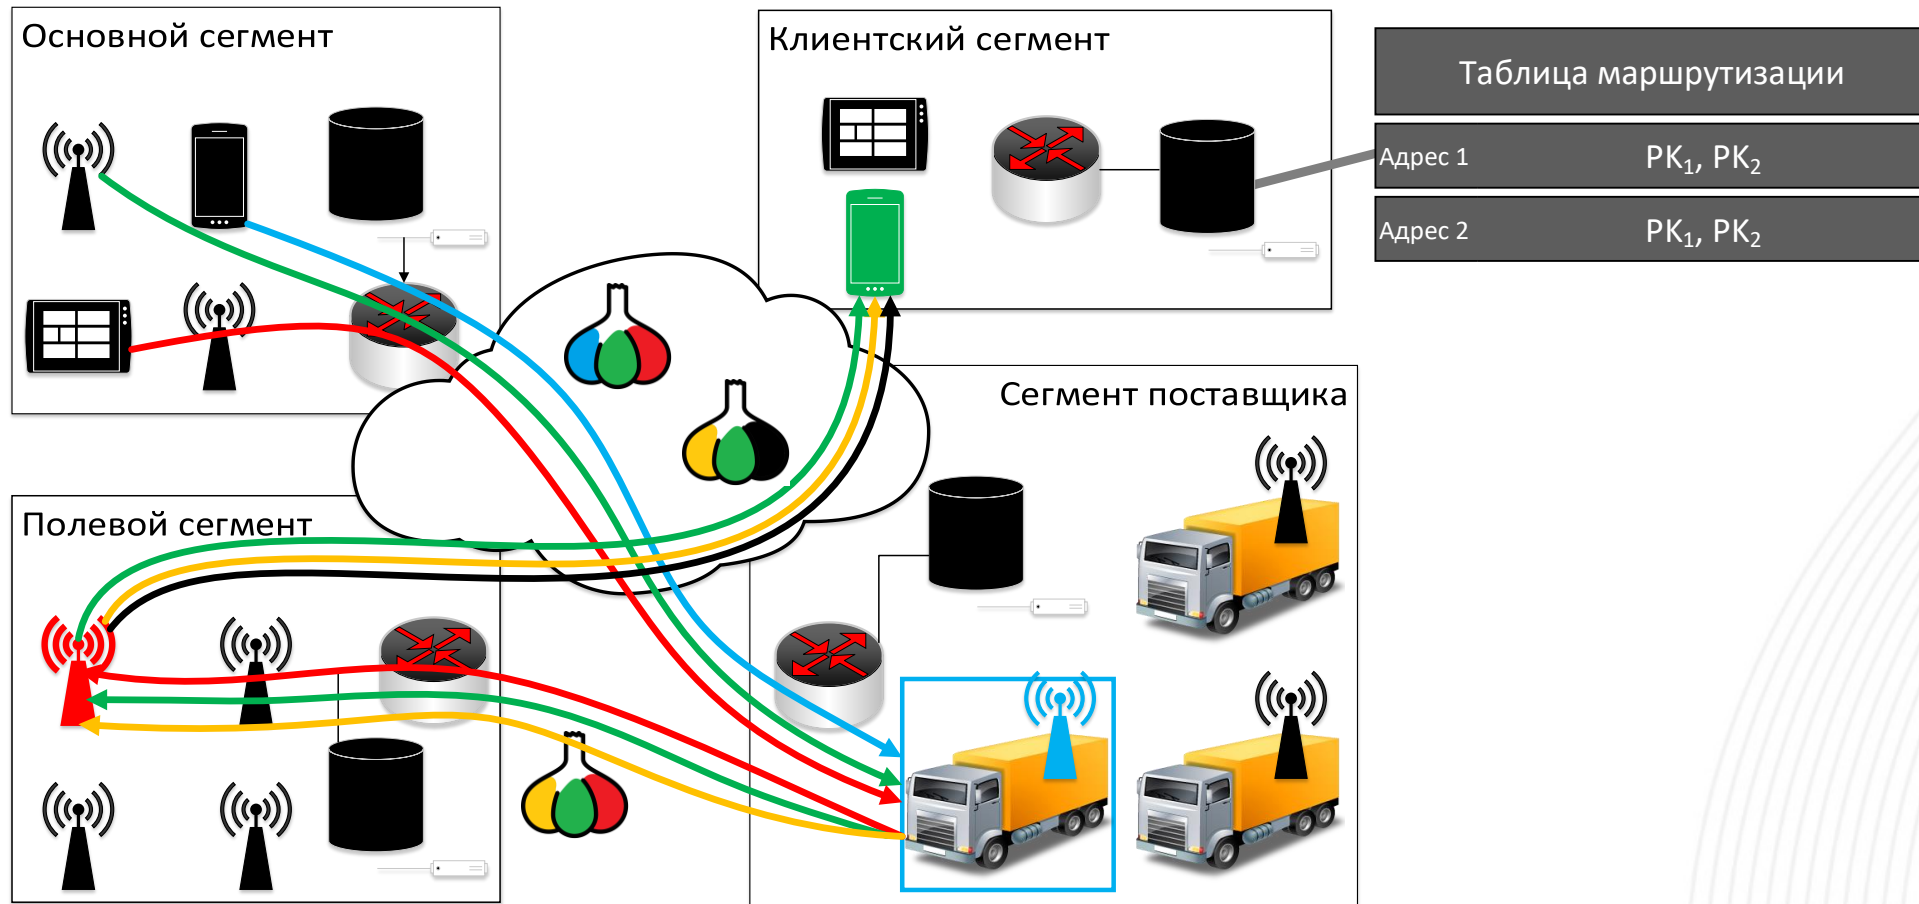 Основной сегмент
Клиентский сегмент
Таблица маршрутизации
Адрес 1 PK₁, PK₂
Адрес 2 PK₁, PK₂
Сегмент поставщика
Полевой сегмент